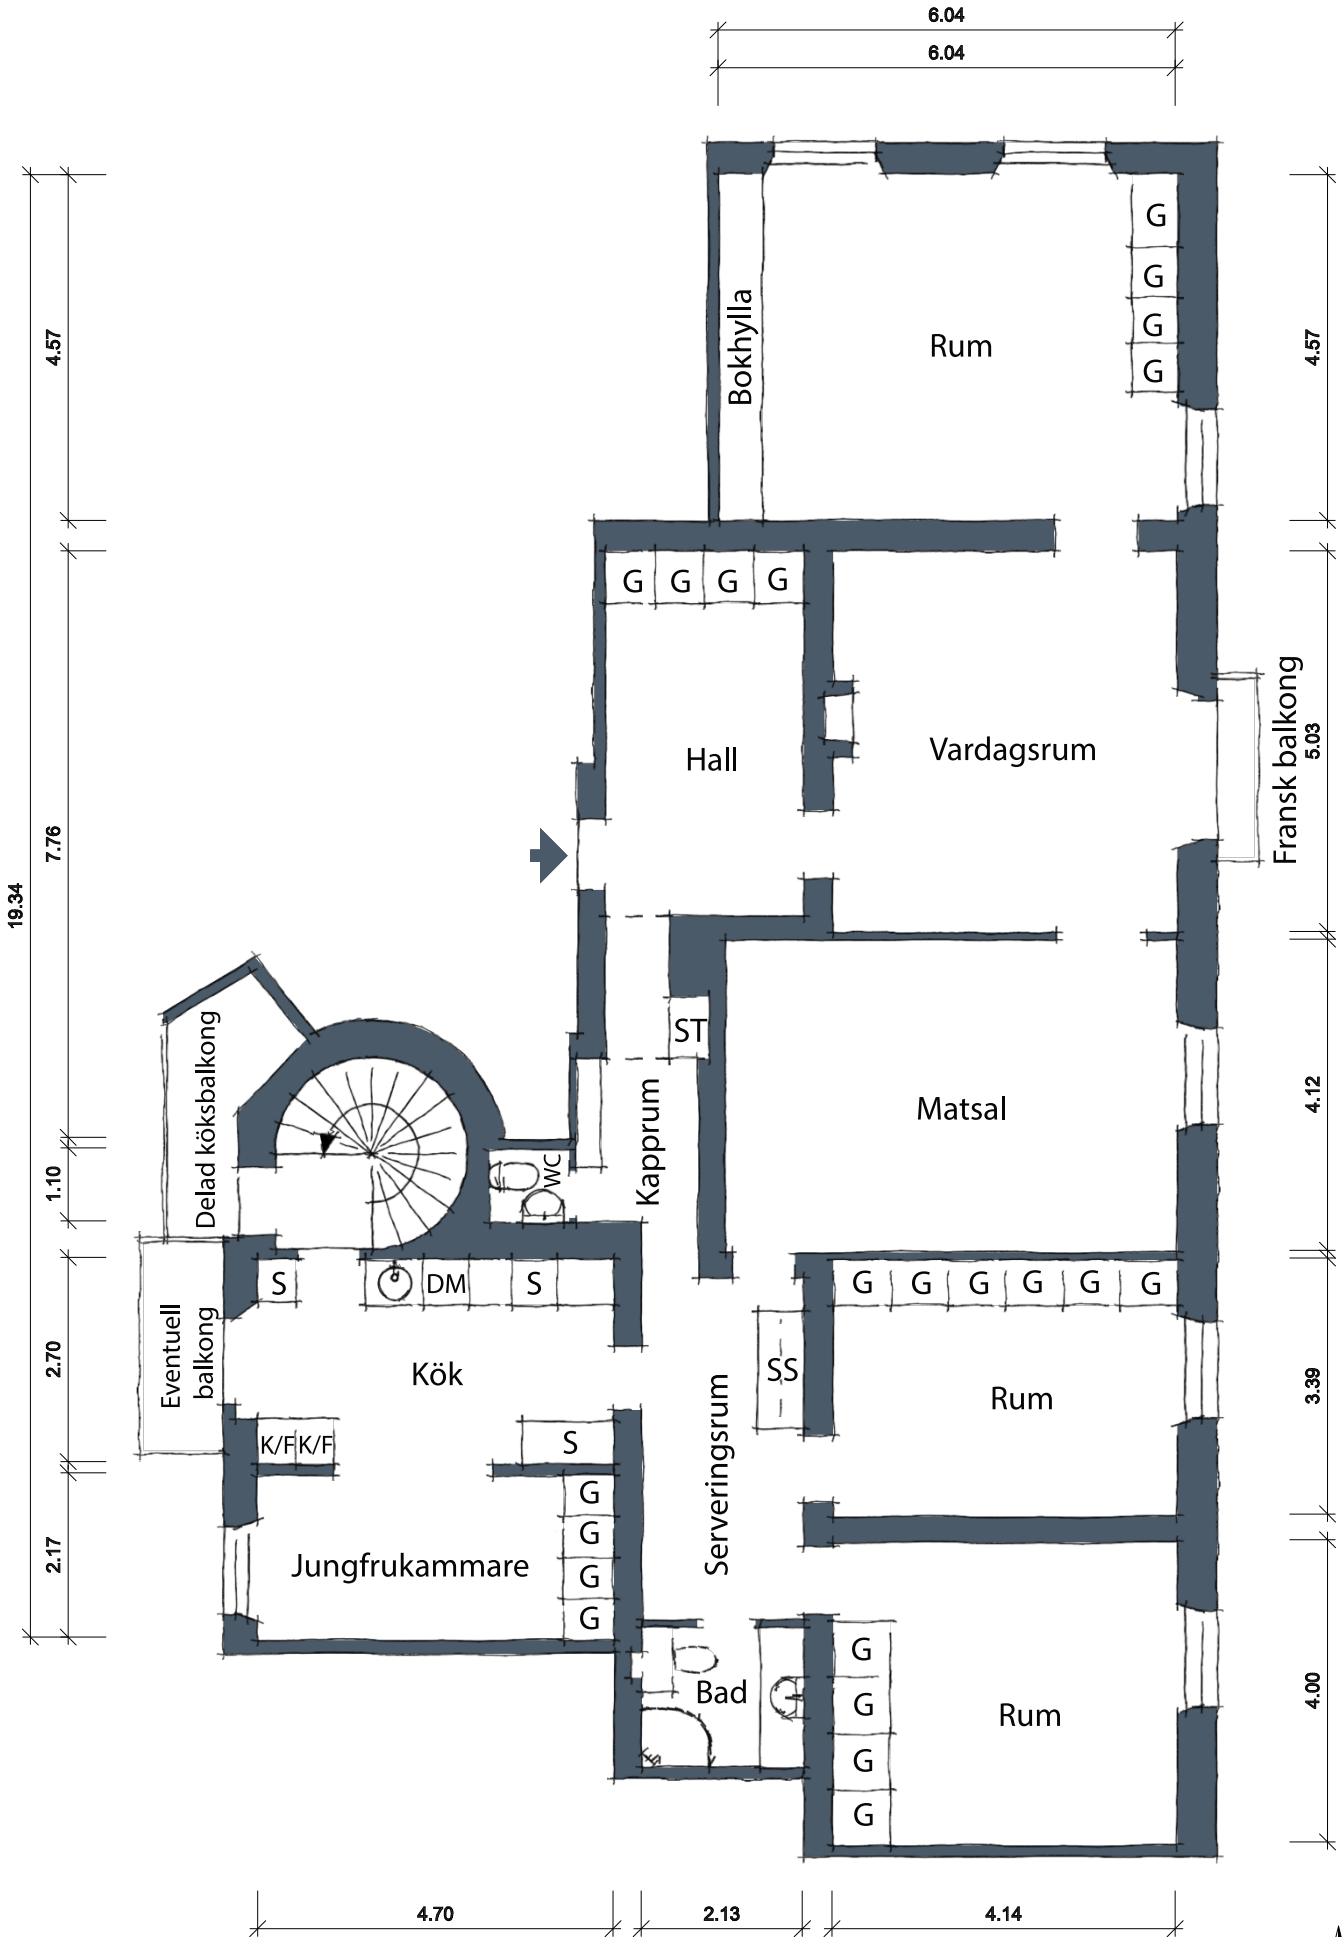 6.04
6.04
4.57
4.57
G
G
G
G
Bokhylla
Rum
G G G G
Hall
Vardagsrum
Fransk balkong
5.03
7.76
19.34
ST
Matsal
4.12
Kapprum
WC
Delad köksbalkong
1.10
Eventuell
balkong
S
DM
S
G G G G G G
2.70
Kök
SS
Rum
3.39
K/F K/F
S
Serveringsrum
2.17
Jungfrukammare
G
G
G
G
Bad
G
G
G
G
Rum
4.00
4.70
2.13
4.14